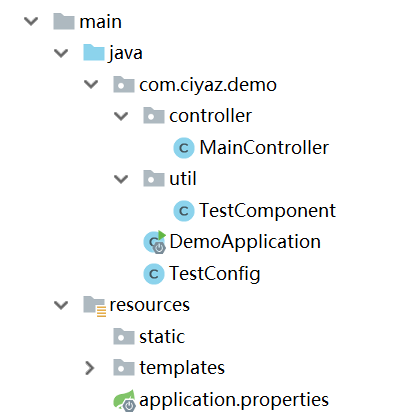 main
java
com.ciyaz.demo
controller
MainController
util
TestComponent
DemoApplication
TestConfig
resources
static
templates
application.properties